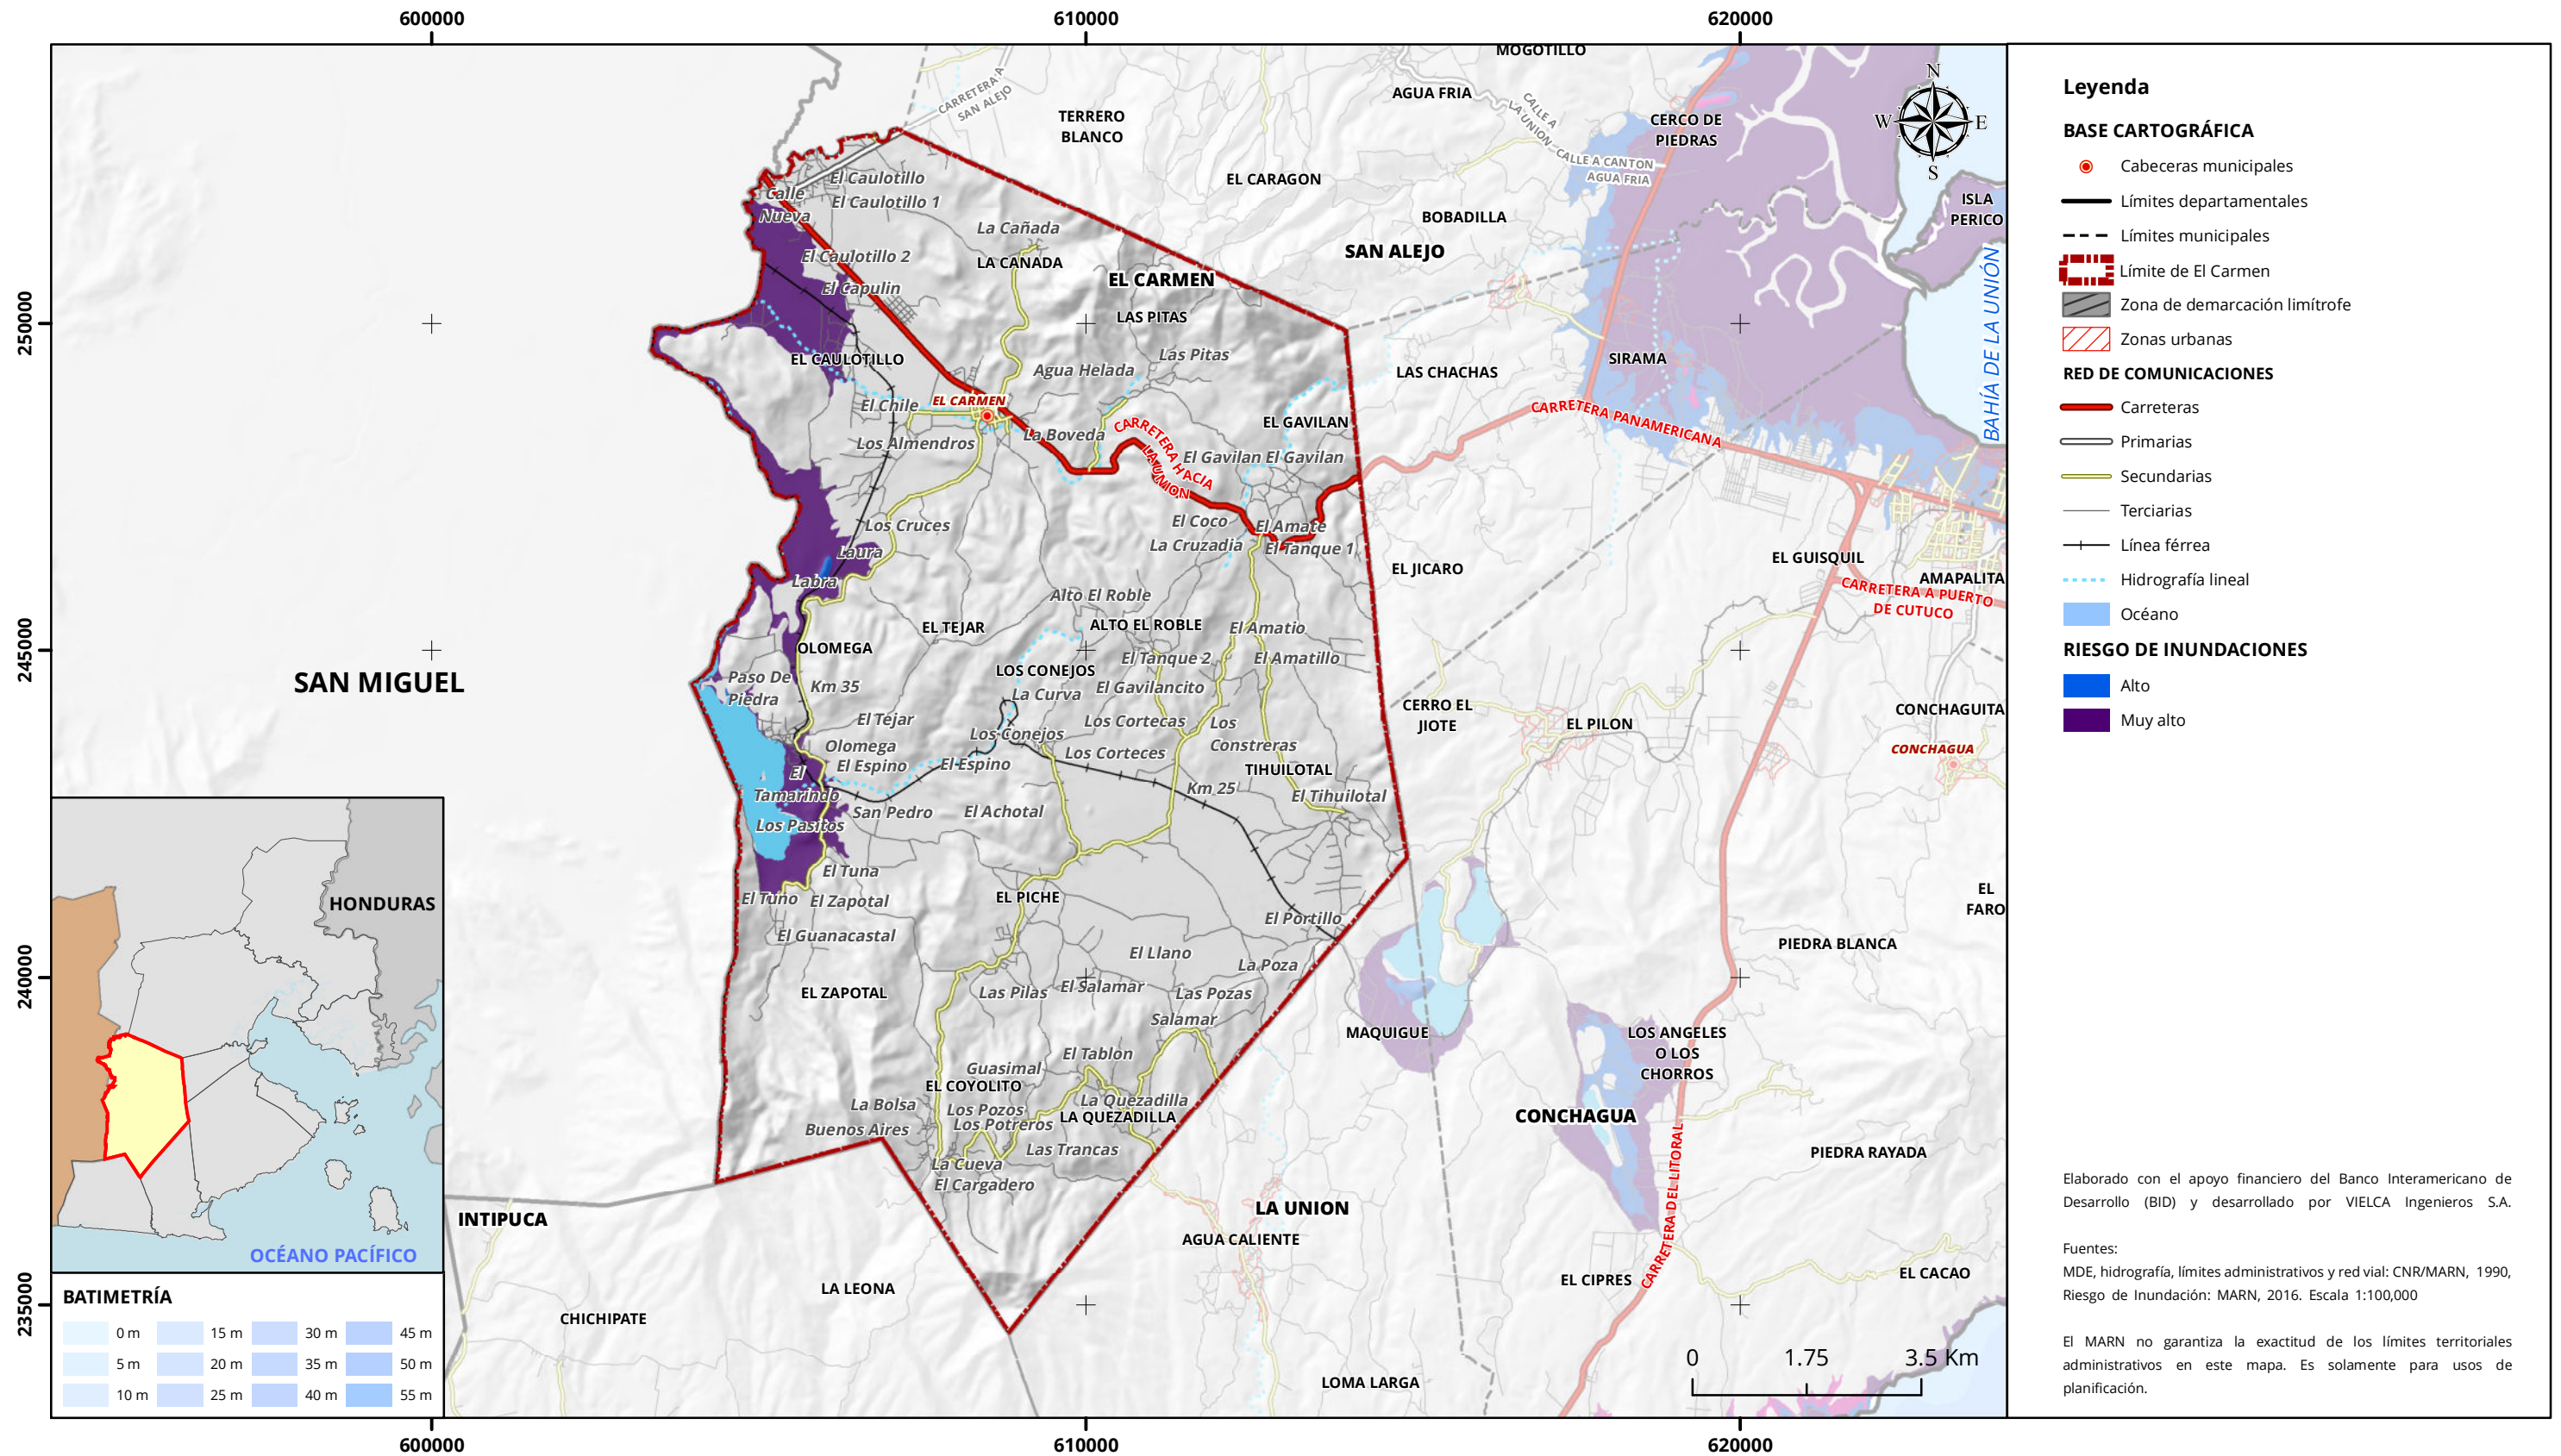 600000
610000
620000
250000
245000
240000
235000
600000
610000
620000
MOGOTILLO
AGUA FRIA
CARRETERA A
SAN ALEJO
TERRERO
BLANCO
CALLE A
LA UNION
CALLE A CANTON
AGUA FRIA
CERCO DE
PIEDRAS
N
W
E
S
ISLA
PERICO
BAHÍA DE LA UNIÓN
EL CARAGON
BOBADILLA
SAN ALEJO
El Caulotillo
Calle
Nueva
El Caulotillo 1
La Cañada
LA CAÑADA
El Caulotillo 2
El Capulin
EL CARMEN
LAS PITAS
Las Pitas
EL CAULOTILLO
Agua Helada
LAS CHACHAS
SIRAMA
CARRETERA PANAMERICANA
El Chile
EL CARMEN
EL GAVILAN
Los Almendros
La Boveda
CARRETERA HACIA
LA UNION
El Gavilan El Gavilan
Los Cruces
El Coco
El Amate
La Cruzadia
El Tanque 1
Laura
Labra
EL JICARO
EL GUISQUIL
AMAPALITA
CARRETERA A PUERTO
DE CUTUCO
Alto El Roble
ALTO EL ROBLE
EL TEJAR
El Amatio
OLOMEGA
SAN MIGUEL
LOS CONEJOS
El Tanque 2
El Amatillo
Paso De
Piedra
Km 35
La Curva
El Gavilancito
El Tejar
Los Conejos
Los Cortecas
Los
Constreras
CERRO EL
JIOTE
EL PILON
CONCHAGUITA
CONCHAGUA
Olomega
El Espino
El Espino
Los Corteces
TIHUILOTAL
El
Tamarindo
Km 25
El Tihuilotal
San Pedro
El Achotal
Los Pasitos
El Tuna
El Tuno
El Zapotal
EL PICHE
El Portillo
EL
FARO
El Guanacastal
El Llano
La Poza
PIEDRA BLANCA
EL ZAPOTAL
Las Pilas
El Salamar
Las Pozas
Salamar
MAQUIGUE
LOS ANGELES
O LOS
CHORROS
El Tablon
Guasimal
EL COYOLITO
La Bolsa
Los Pozos
La Quezadilla
LA QUEZADILLA
Los Potreros
Buenos Aires
Las Trancas
La Cueva
El Cargadero
CONCHAGUA
CARRETERA DEL LITORAL
PIEDRA RAYADA
INTIPUCA
LA UNION
AGUA CALIENTE
LA LEONA
CHICHIPATE
EL CIPRES
EL CACAO
LOMA LARGA
0
1.75
3.5 Km
HONDURAS
OCÉANO PACÍFICO
BATIMETRÍA
0 m
15 m
30 m
45 m
5 m
20 m
35 m
50 m
10 m
25 m
40 m
55 m
Leyenda
BASE CARTOGRÁFICA
Cabeceras municipales
Límites departamentales
Límites municipales
Límite de El Carmen
Zona de demarcación limítrofe
Zonas urbanas
RED DE COMUNICACIONES
Carreteras
Primarias
Secundarias
Terciarias
Línea férrea
Hidrografía lineal
Océano
RIESGO DE INUNDACIONES
Alto
Muy alto
Elaborado con el apoyo financiero del Banco Interamericano de
Desarrollo (BID) y desarrollado por VIELCA Ingenieros S.A.
Fuentes:
MDE, hidrografía, límites administrativos y red vial: CNR/MARN, 1990,
Riesgo de Inundación: MARN, 2016. Escala 1:100,000
El MARN no garantiza la exactitud de los límites territoriales
administrativos en este mapa. Es solamente para usos de
planificación.